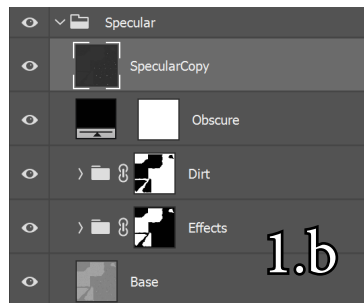 Specular
SpecularCopy
Obscure
Dirt
Effects
1.b
Base